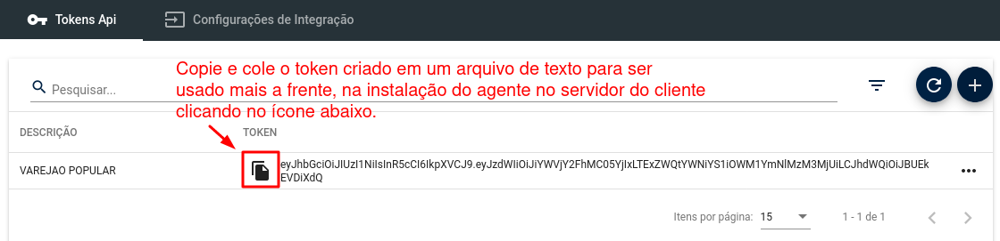 Tokens Api
Configurações de Integração
Copie e cole o token criado em um arquivo de texto para ser
usado mais a frente, na instalação do agente no servidor do cliente
clicando no ícone abaixo.
Pesquisar...
DESCRIÇÃO
TOKEN
VAREJAO POPULAR
eyJhbGciOiJIUzI1NiIsInR5cCI6IkpXVCJ9.eyJzdWIiOiJiYWVjY2FhMC05YjIxLTExZWQtYWNiYS1iOWM1YmNlMzM3MjUiLCJhdWQiOiJBUEk
EVDiXdQ
Itens por página:
15
1 - 1 de 1